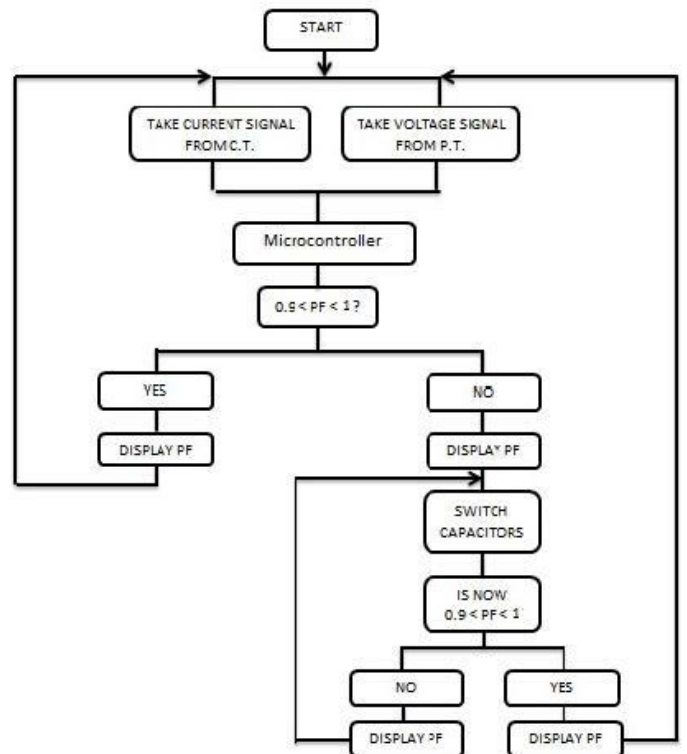 START
TAKE CURRENT SIGNAL
FROM C.T.
TAKE VOLTAGE SIGNAL
FROM P.T.
Microcontroller
0.9 < PF < 1 ?
YES
NO
DISPLAY PF
DISPLAY PF
SWITCH
CAPACITORS
IS NOW
0.9 < PF < 1
NO
YES
DISPLAY PF
DISPLAY PF